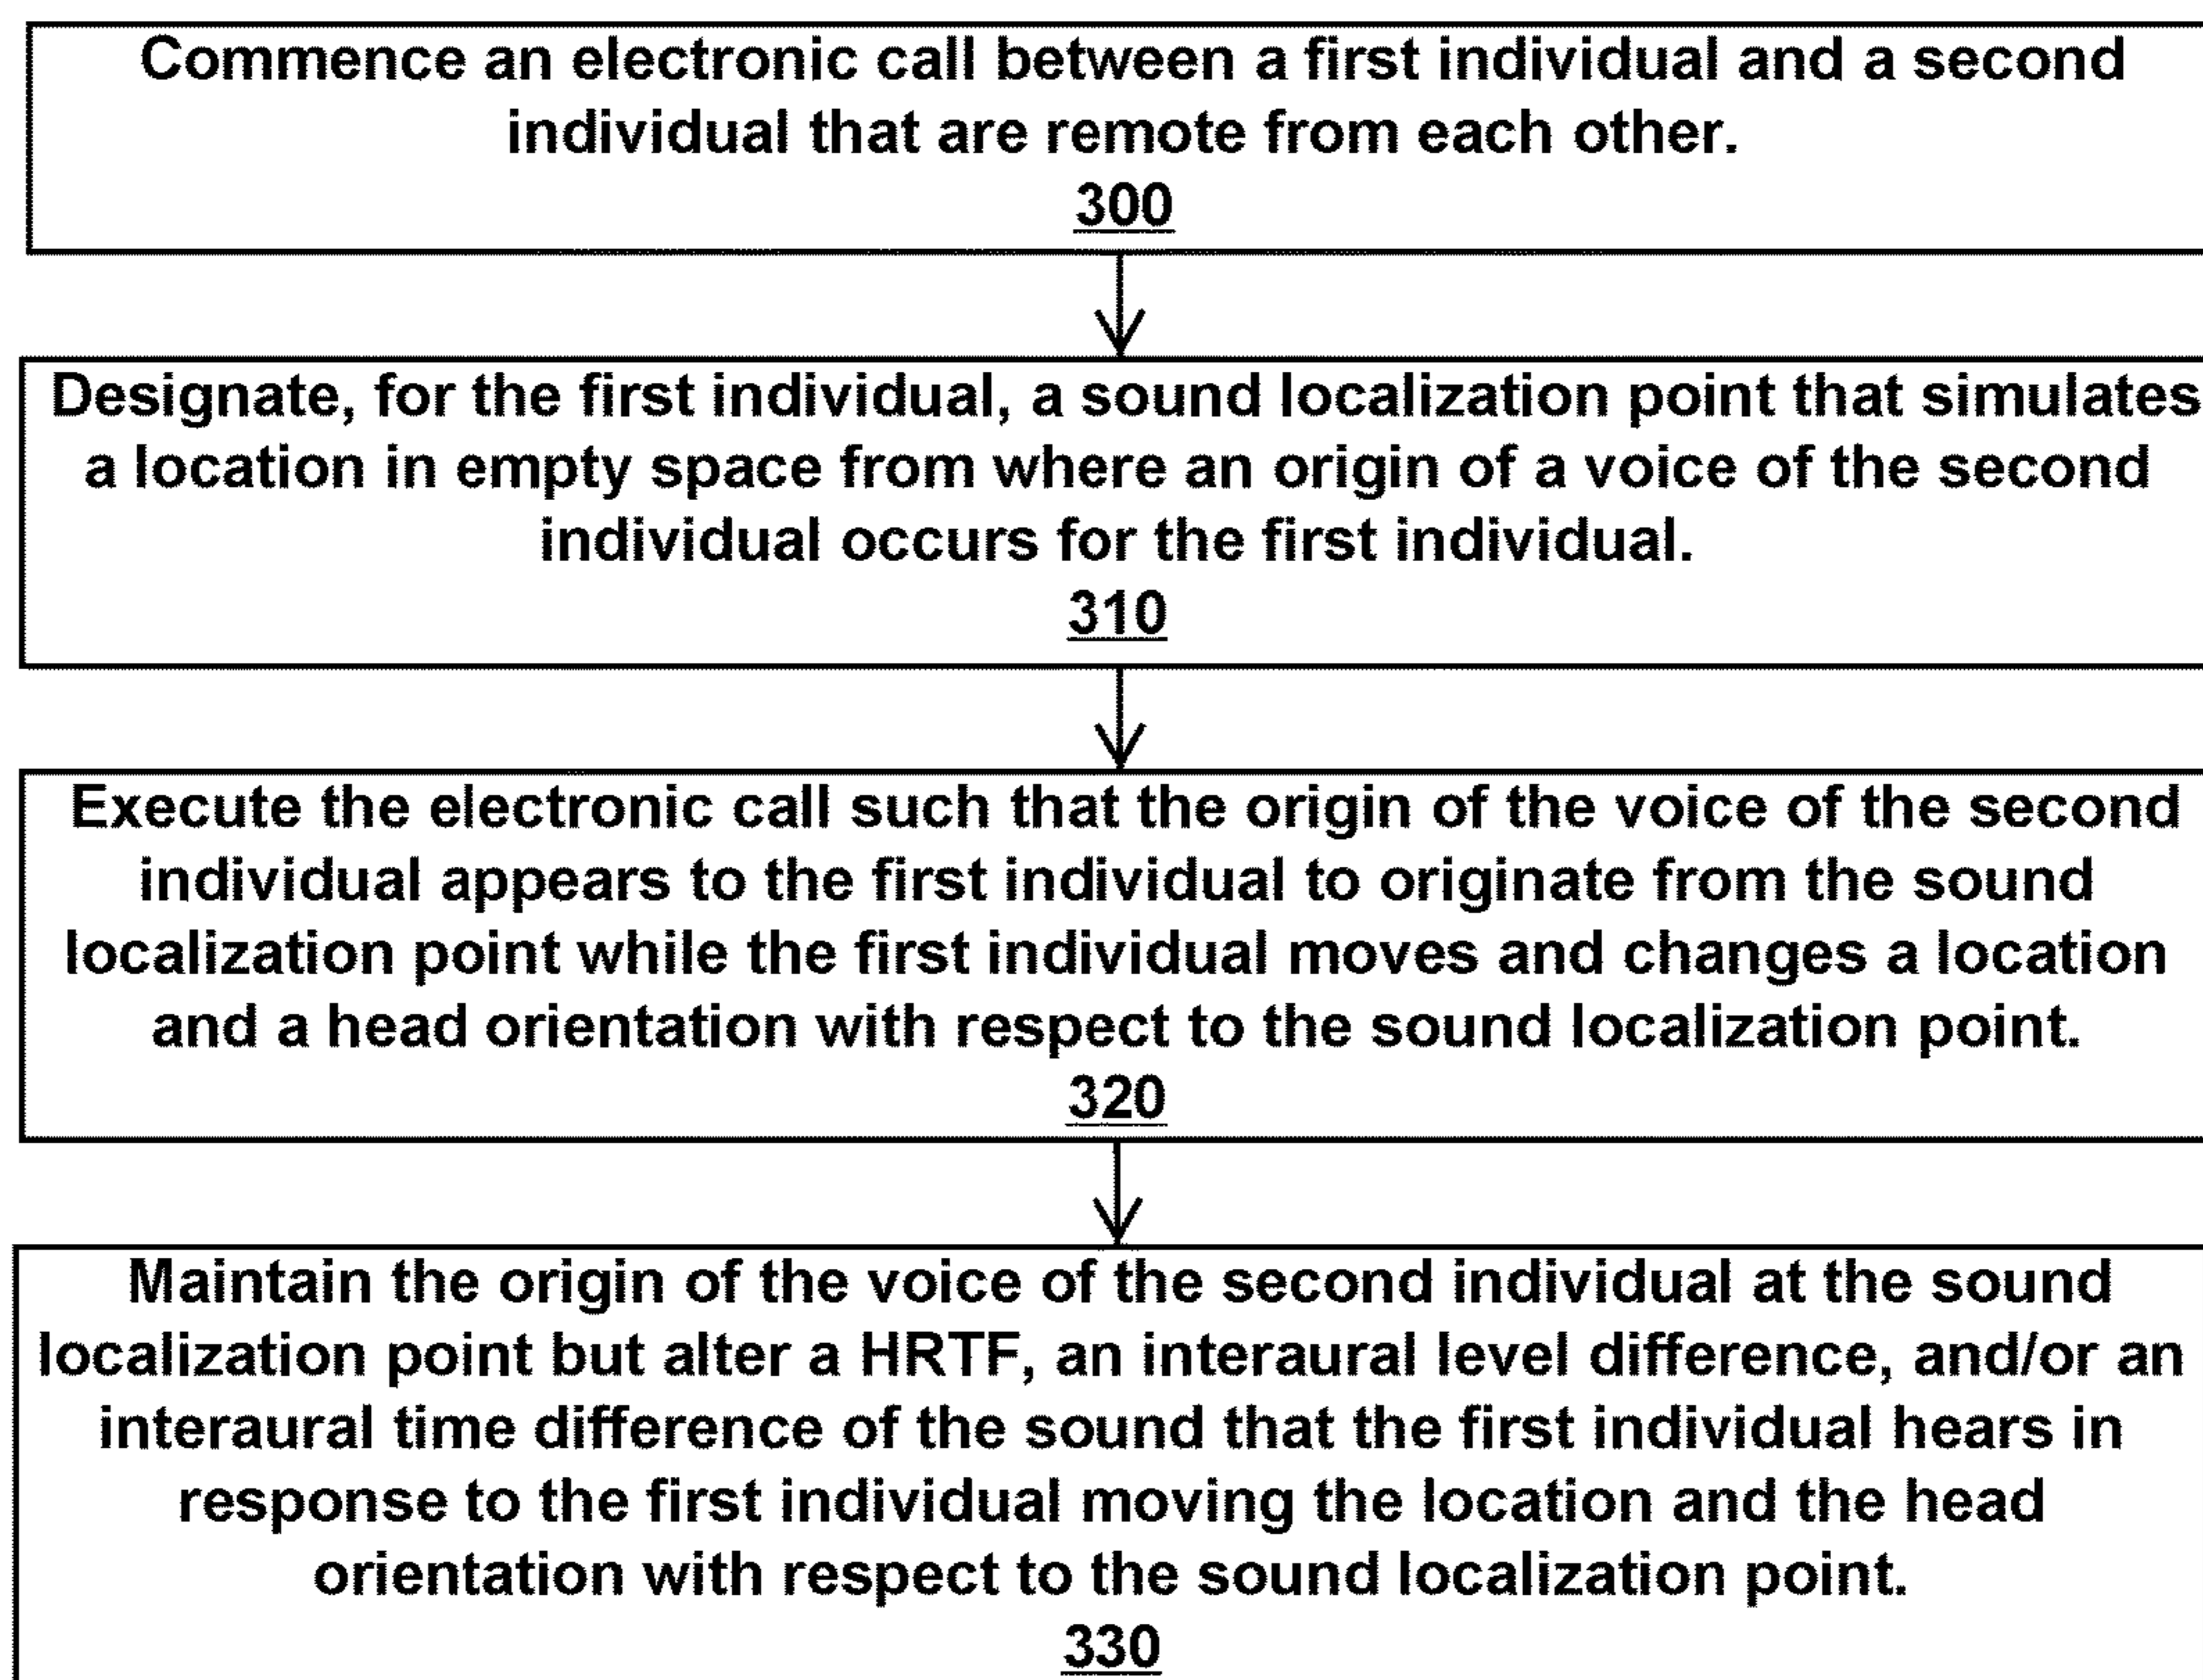 Commence an electronic call between a first individual and a second
individual that are remote from each other.
300
Designate, for the first individual, a sound localization point that simulates
a location in empty space from where an origin of a voice of the second
individual occurs for the first individual.
310
Execute the electronic call such that the origin of the voice of the second
individual appears to the first individual to originate from the sound
localization point while the first individual moves and changes a location
and a head orientation with respect to the sound localization point.
320
Maintain the origin of the voice of the second individual at the sound
localization point but alter a HRTF, an interaural level difference, and/or an
interaural time difference of the sound that the first individual hears in
response to the first individual moving the location and the head
orientation with respect to the sound localization point.
330